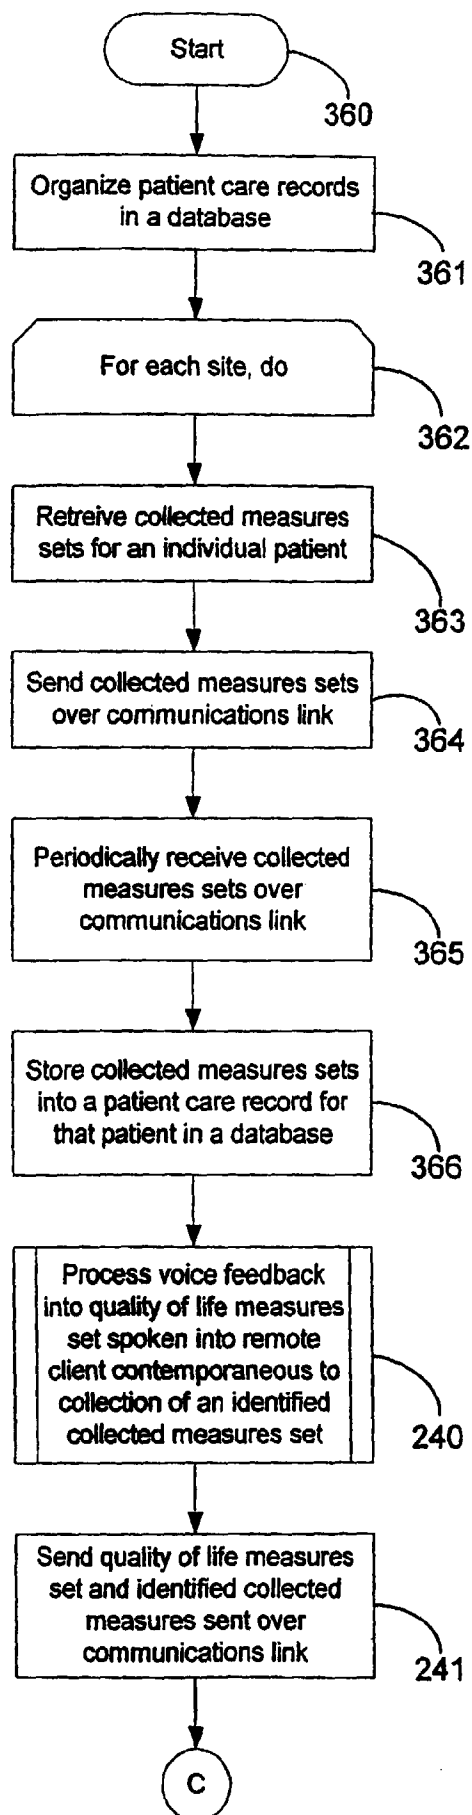 Start
360
Organize patient care records
in a database
361
For each site, do
362
Retreive collected measures
sets for an individual patient
363
Send collected measures sets
over communications link
364
Periodically receive collected
measures sets over
communications link
365
Store collected measures sets
into a patient care record for
that patient in a database
366
Process voice feedback
into quality of life measures
set spoken into remote
client contemporaneous to
collection of an identified
collected measures set
240
Send quality of life measures
set and identified collected
measures sent over
communications link
241
C